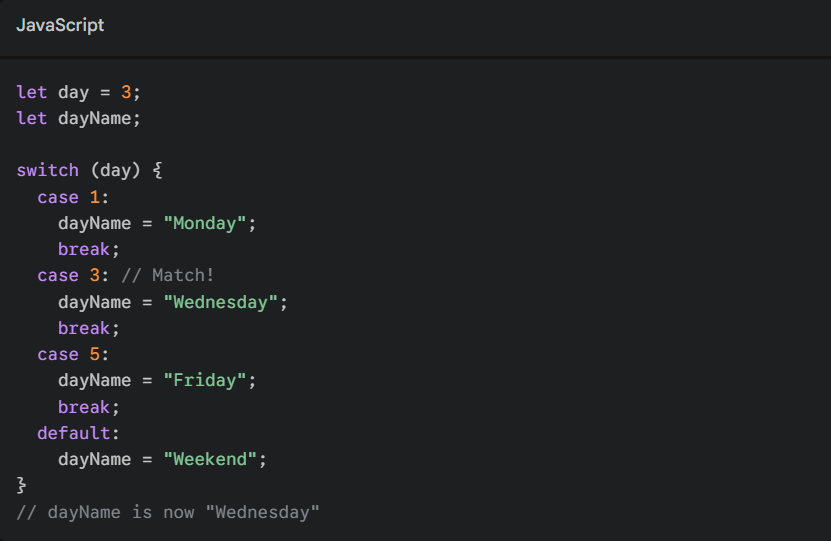 JavaScript
let day = 3;
let dayName;
switch (day) {
  case 1:
    dayName = "Monday";
    break;
  case 3: // Match!
    dayName = "Wednesday";
    break;
  case 5:
    dayName = "Friday";
    break;
  default:
    dayName = "Weekend";
}
// dayName is now "Wednesday"